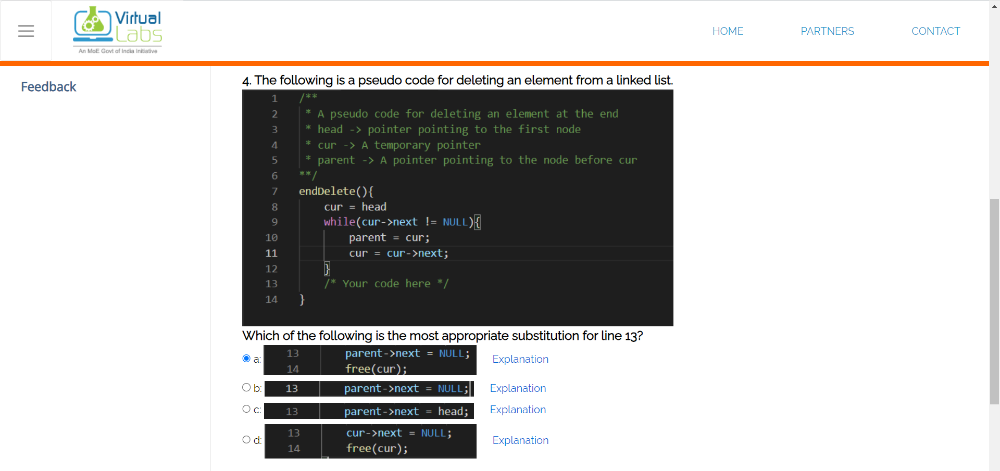 Virtual
Labs
An MoE Govt of India Initiative
HOME
PARTNERS
CONTACT
Feedback
4. The following is a pseudo code for deleting an element from a linked list.
1 /**
2 * A pseudo code for deleting an element at the end
3 * head -> pointer pointing to the first node
4 * cur -> A temporary pointer
5 * parent -> A pointer pointing to the node before cur
6 **/
7 endDelete(){
8 cur = head
9 while(cur->next != NULL){
10 parent = cur;
11 cur = cur->next;
12 }
13 /* Your code here */
14 }
Which of the following is the most appropriate substitution for line 13?
a:
13 parent->next = NULL;
14 free(cur);
Explanation
b: 13 parent->next = NULL; Explanation
c: 13 parent->next = head; Explanation
d:
13 cur->next = NULL;
14 free(cur);
Explanation